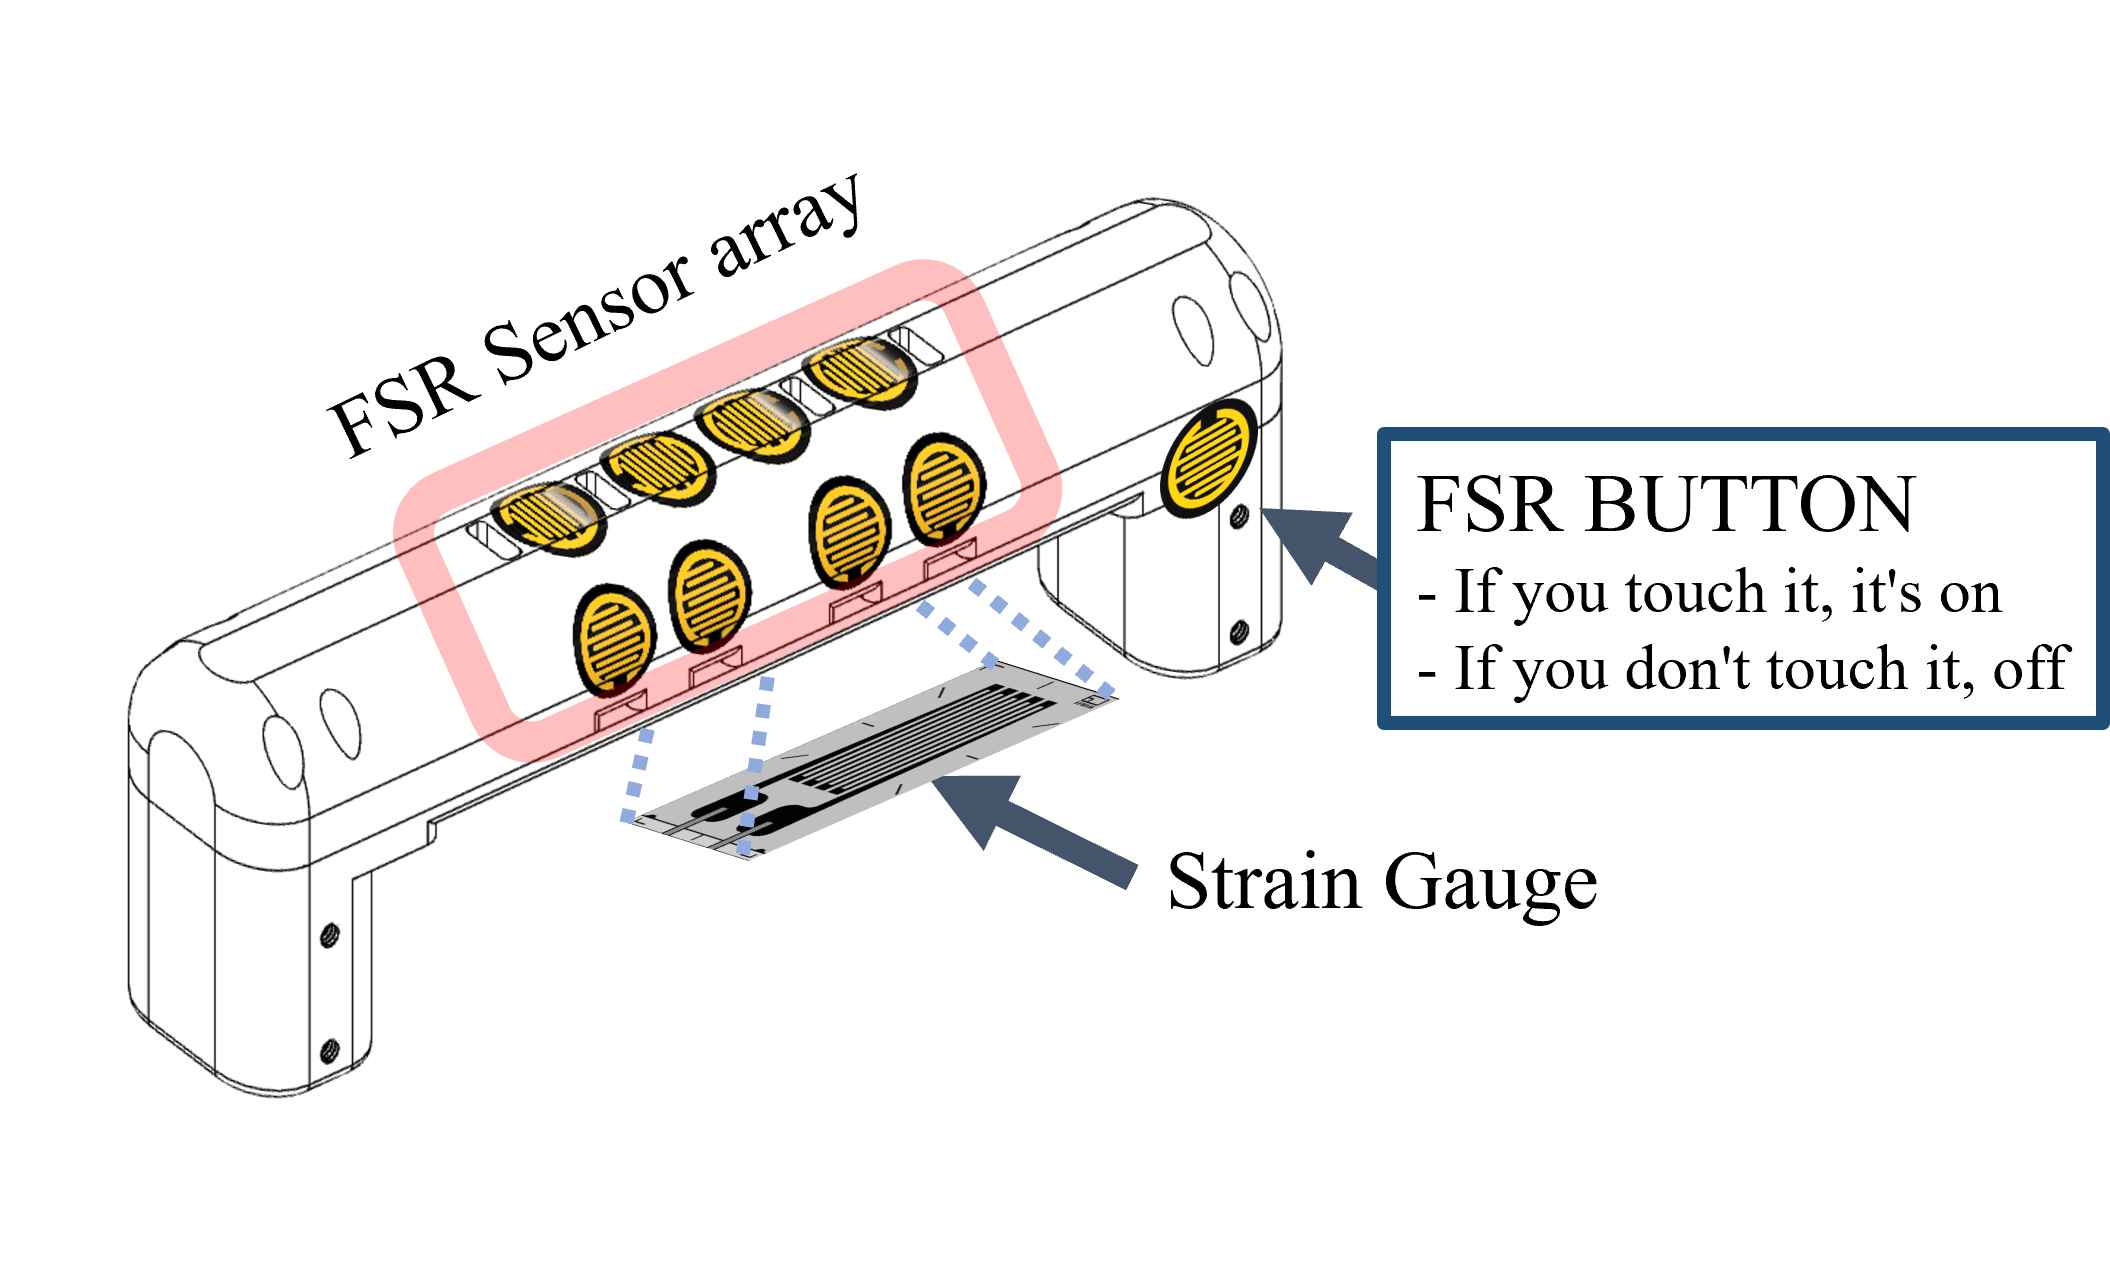 FSR Sensor array
FSR BUTTON
- If you touch it, it's on
- If you don't touch it, off
Strain Gauge